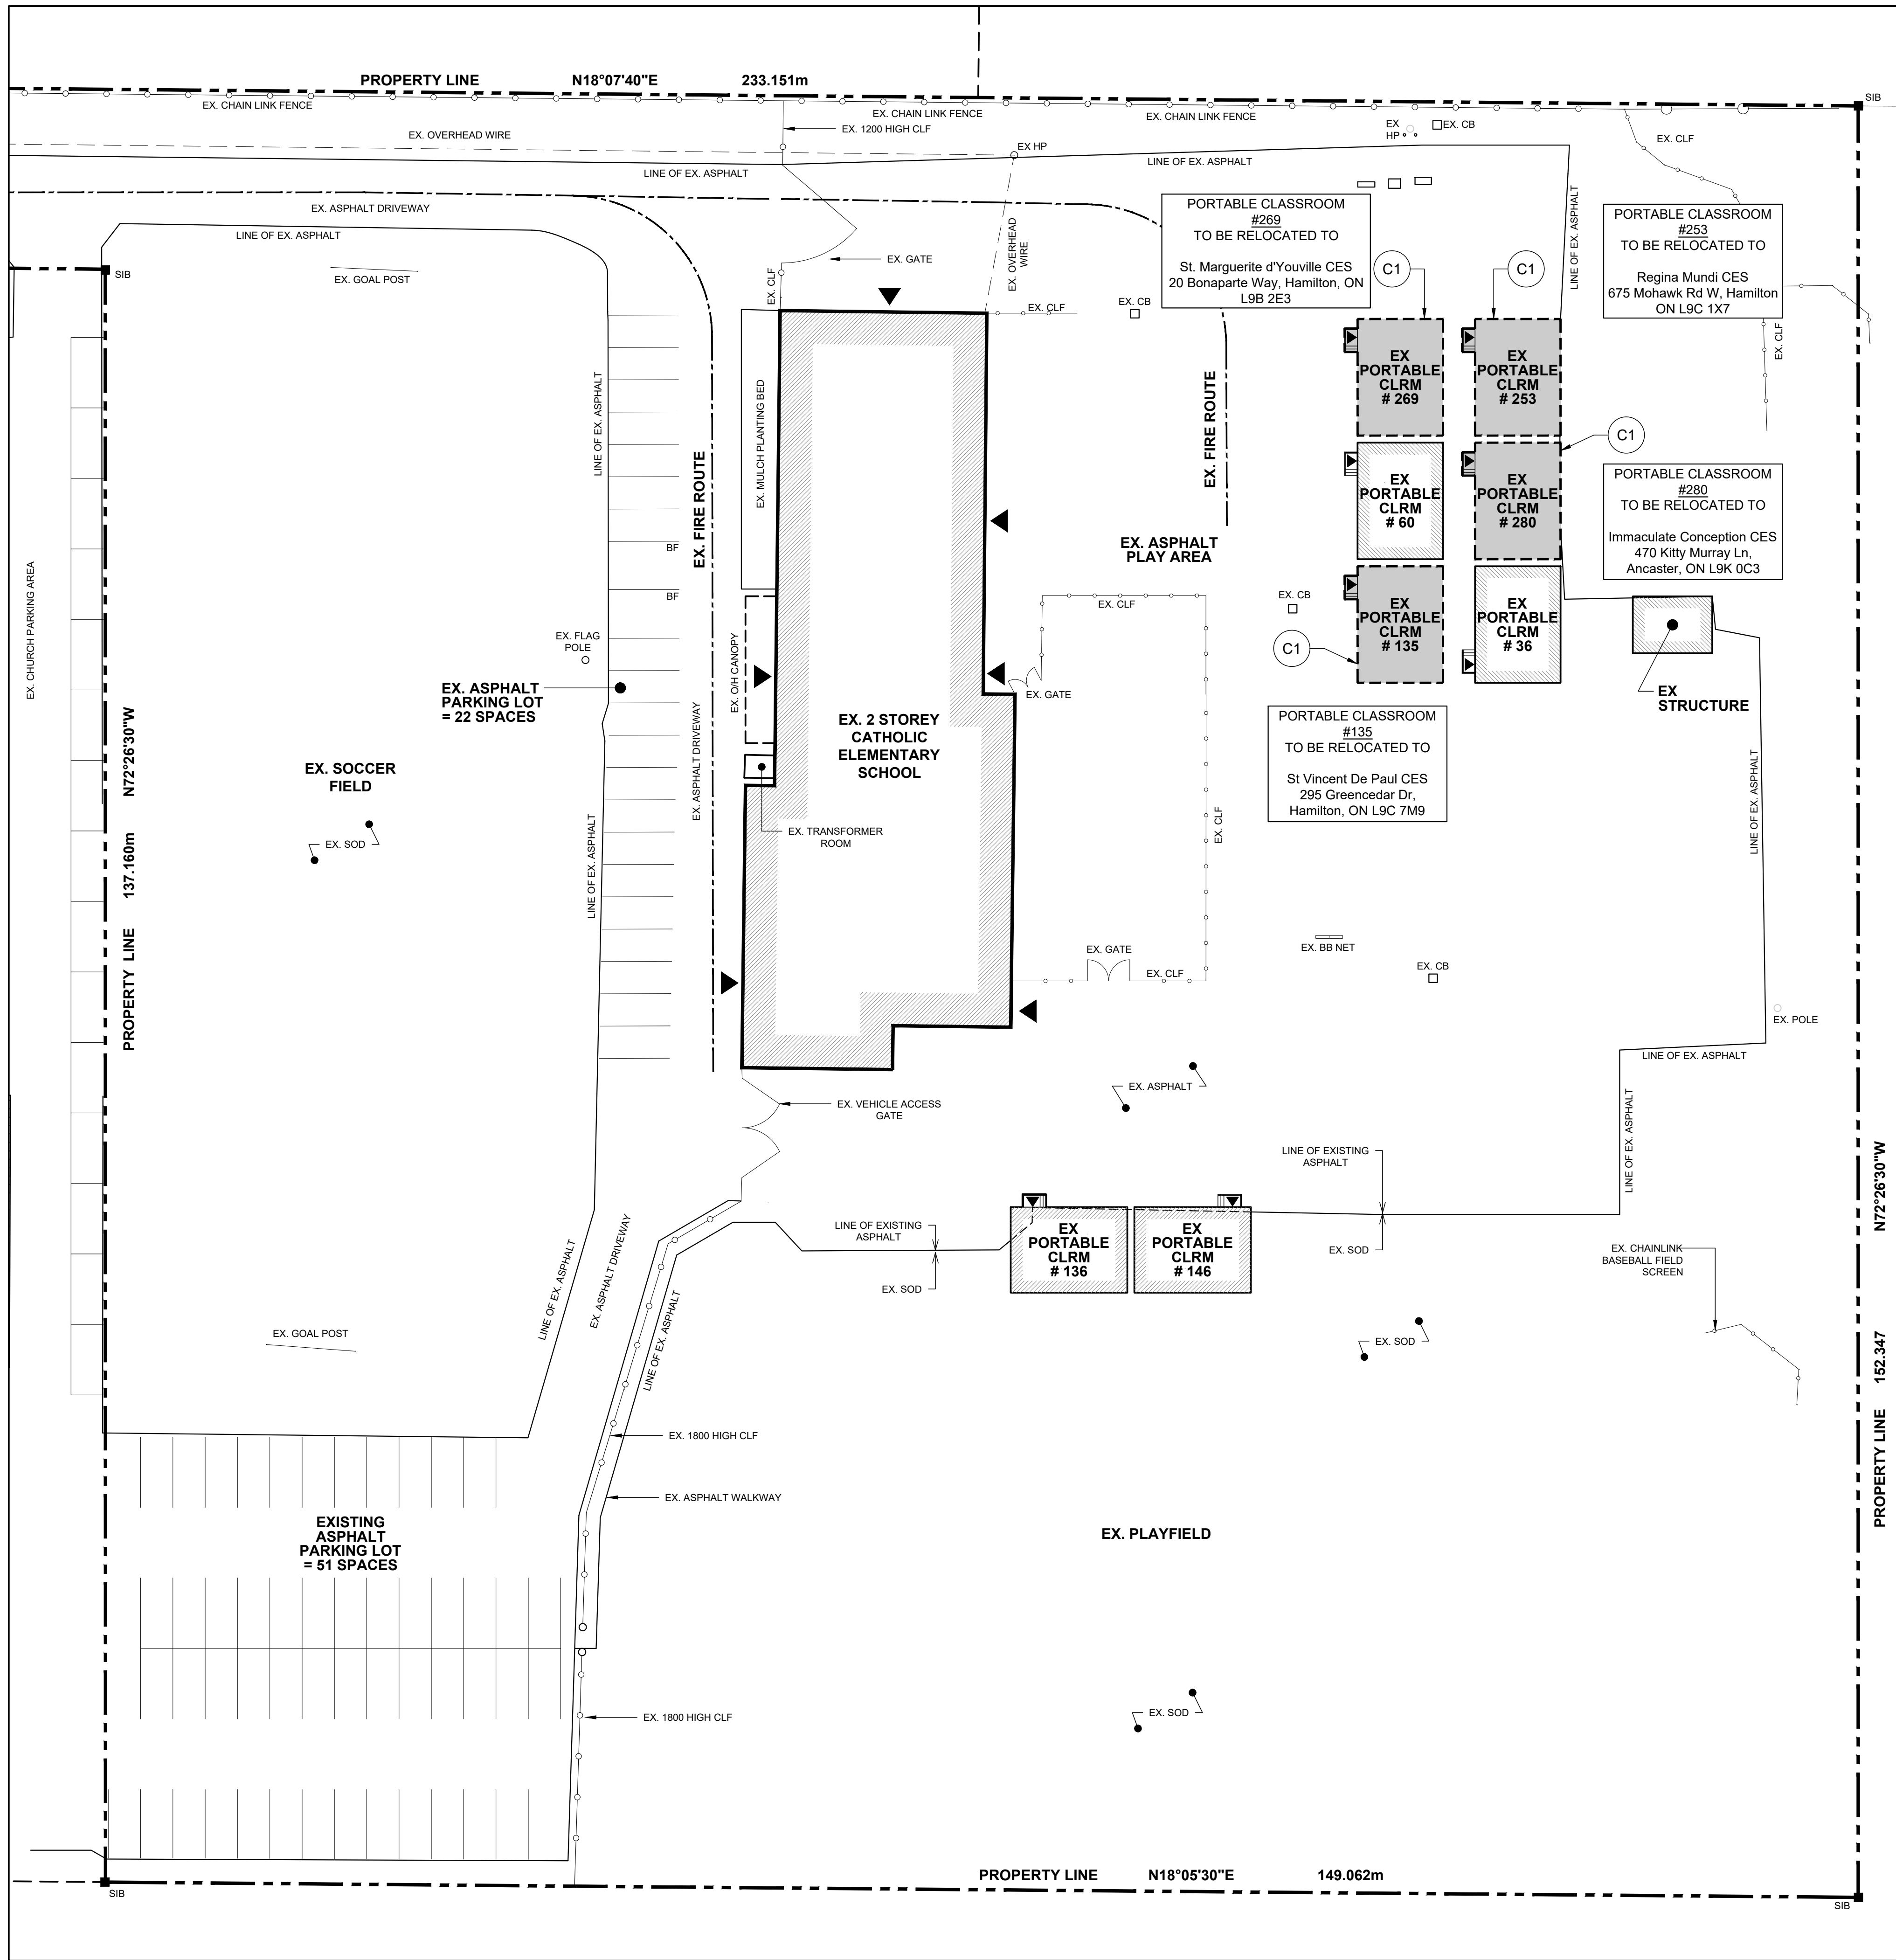 PROPERTY LINE N18°07'40"E 233.151m
SIB
EX. CHAIN LINK FENCE
EX. CHAIN LINK FENCE
EX. CHAIN LINK FENCE
EX. OVERHEAD WIRE
EX. 1200 HIGH CLF
EX
HP
EX. CB
EX. CLF
EX HP
LINE OF EX. ASPHALT
LINE OF EX. ASPHALT
EX. ASPHALT DRIVEWAY
LINE OF EX. ASPHALT
SIB
EX. GOAL POST
EX. GATE
EX. CLF
EX. OVERHEAD
WIRE
EX. CLF
EX. CB
PORTABLE CLASSROOM
#269
TO BE RELOCATED TO
St. Marguerite d'Youville CES
20 Bonaparte Way, Hamilton, ON
L9B 2E3
C1
C1
LINE OF EX. ASPHALT
PORTABLE CLASSROOM
#253
TO BE RELOCATED TO
Regina Mundi CES
675 Mohawk Rd W, Hamilton
ON L9C 1X7
EX. CLF
EX
PORTABLE
CLRM
# 269
EX
PORTABLE
CLRM
# 253
C1
EX
PORTABLE
CLRM
# 60
EX
PORTABLE
CLRM
# 280
PORTABLE CLASSROOM
#280
TO BE RELOCATED TO
Immaculate Conception CES
470 Kitty Murray Ln,
Ancaster, ON L9K 0C3
EX
PORTABLE
CLRM
# 135
EX
PORTABLE
CLRM
# 36
C1
EX. CB
EX
STRUCTURE
PORTABLE CLASSROOM
#135
TO BE RELOCATED TO
St Vincent De Paul CES
295 Greencedar Dr,
Hamilton, ON L9C 7M9
LINE OF EX. ASPHALT
EX. FIRE ROUTE
EX. MULCH PLANTING BED
EX. FIRE ROUTE
EX. ASPHALT
PLAY AREA
BF
BF
EX. CHURCH PARKING AREA
EX. FLAG
POLE
EX. O/H CANOPY
EX. CLF
EX. GATE
EX. ASPHALT
PARKING LOT
= 22 SPACES
EX. 2 STOREY
CATHOLIC
ELEMENTARY
SCHOOL
EX. ASPHALT DRIVEWAY
EX. SOCCER
FIELD
PROPERTY LINE 137.160m N72°26'30"W
EX. SOD
EX. TRANSFORMER
ROOM
LINE OF EX. ASPHALT
EX. CLF
LINE OF EX. ASPHALT
EX. GATE
EX. CLF
EX. BB NET
EX. CB
EX. POLE
LINE OF EX. ASPHALT
EX. ASPHALT
EX. VEHICLE ACCESS
GATE
LINE OF EX. ASPHALT
LINE OF EXISTING
ASPHALT
EX. SOD
LINE OF EXISTING
ASPHALT
EX. SOD
EX
PORTABLE
CLRM
# 136
EX
PORTABLE
CLRM
# 146
EX. CHAINLINK
BASEBALL FIELD
SCREEN
PROPERTY LINE 152.347 N72°26'30"W
LINE OF EX. ASPHALT
EX. ASPHALT DRIVEWAY
LINE OF EX. ASPHALT
EX. GOAL POST
EX. SOD
EX. 1800 HIGH CLF
EX. ASPHALT WALKWAY
EXISTING
ASPHALT
PARKING LOT
= 51 SPACES
EX. PLAYFIELD
EX. 1800 HIGH CLF
EX. SOD
PROPERTY LINE N18°05'30"E 149.062m
SIB
SIB